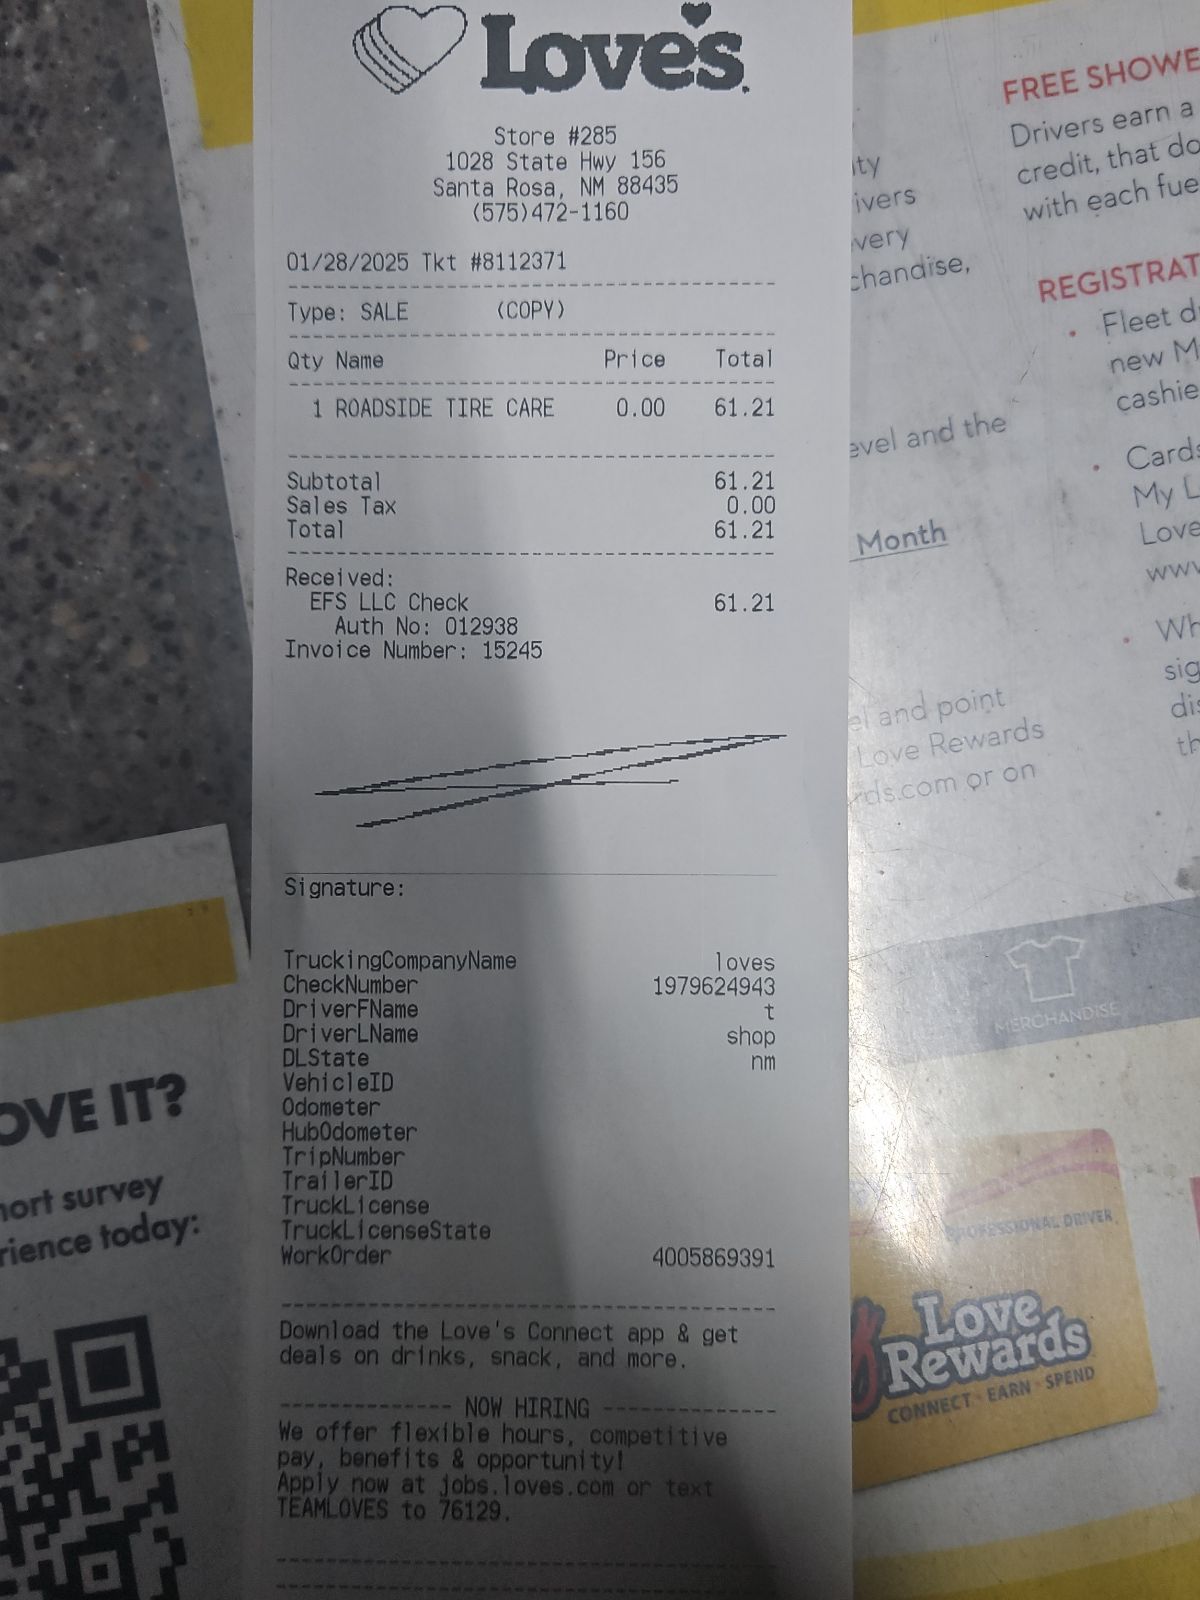 Love's
Store #285
1028 State Hwy 156
Santa Rosa, NM 88435
(575)472-1160
01/28/2025 Tkt #8112371
Type: SALE (COPY)
Qty Name Price Total
1 ROADSIDE TIRE CARE 0.00 61.21
Subtotal 61.21
Sales Tax 0.00
Total 61.21
Received:
EFS LLC Check 61.21
Auth No: 012938
Invoice Number: 15245
Signature:
TruckingCompanyName loves
CheckNumber 1979624943
DriverFName t
DriverLName shop
DLState nm
VehicleID
Odometer
HubOdometer
TripNumber
TrailerID
TruckLicense
TruckLicenseState
WorkOrder 4005869391
Download the Love's Connect app & get
deals on drinks, snack, and more.
NOW HIRING
We offer flexible hours, competitive
pay, benefits & opportunity!
Apply now at jobs.loves.com or text
TEAMLOVES to 76129.
OVE IT?
hort survey
rience today:
ity
ivers
very
chandise,
evel and the
Month
el and point
Love Rewards
rds.com or on
FREE SHOWE
Drivers earn a
credit, that do
with each fue
REGISTRAT
• Fleet d
new M
cashie
• Cards
My L
Love
www
• Wh
sig
dis
th
MERCHANDISE
PROFESSIONAL DRIVER
Love
Rewards
CONNECT · EARN · SPEND